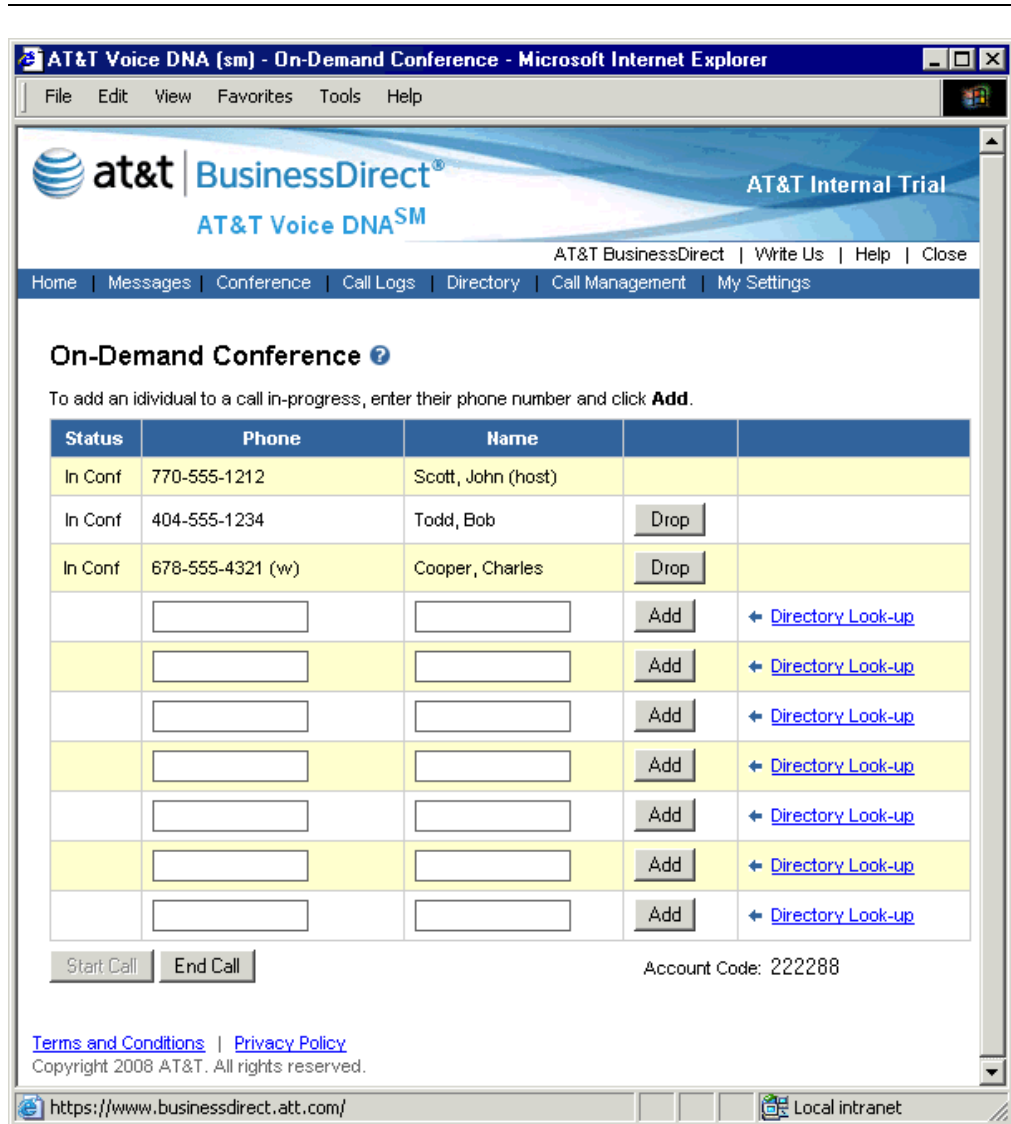 AT&T Voice DNA (sm) - On-Demand Conference - Microsoft Internet Explorer
File Edit View Favorites Tools Help
at&t | BusinessDirect®
AT&T Internal Trial
AT&T Voice DNA SM
AT&T BusinessDirect | Write Us | Help | Close
Home | Messages | Conference | Call Logs | Directory | Call Management | My Settings
On-Demand Conference ?
To add an idividual to a call in-progress, enter their phone number and click Add.
Status Phone Name
In Conf 770-555-1212 Scott, John (host)
In Conf 404-555-1234 Todd, Bob Drop
In Conf 678-555-4321 (w) Cooper, Charles Drop
Add Directory Look-up
Add Directory Look-up
Add Directory Look-up
Add Directory Look-up
Add Directory Look-up
Add Directory Look-up
Add Directory Look-up
Start Call End Call Account Code: 222288
Terms and Conditions | Privacy Policy
Copyright 2008 AT&T. All rights reserved.
https://www.businessdirect.att.com/ Local intranet